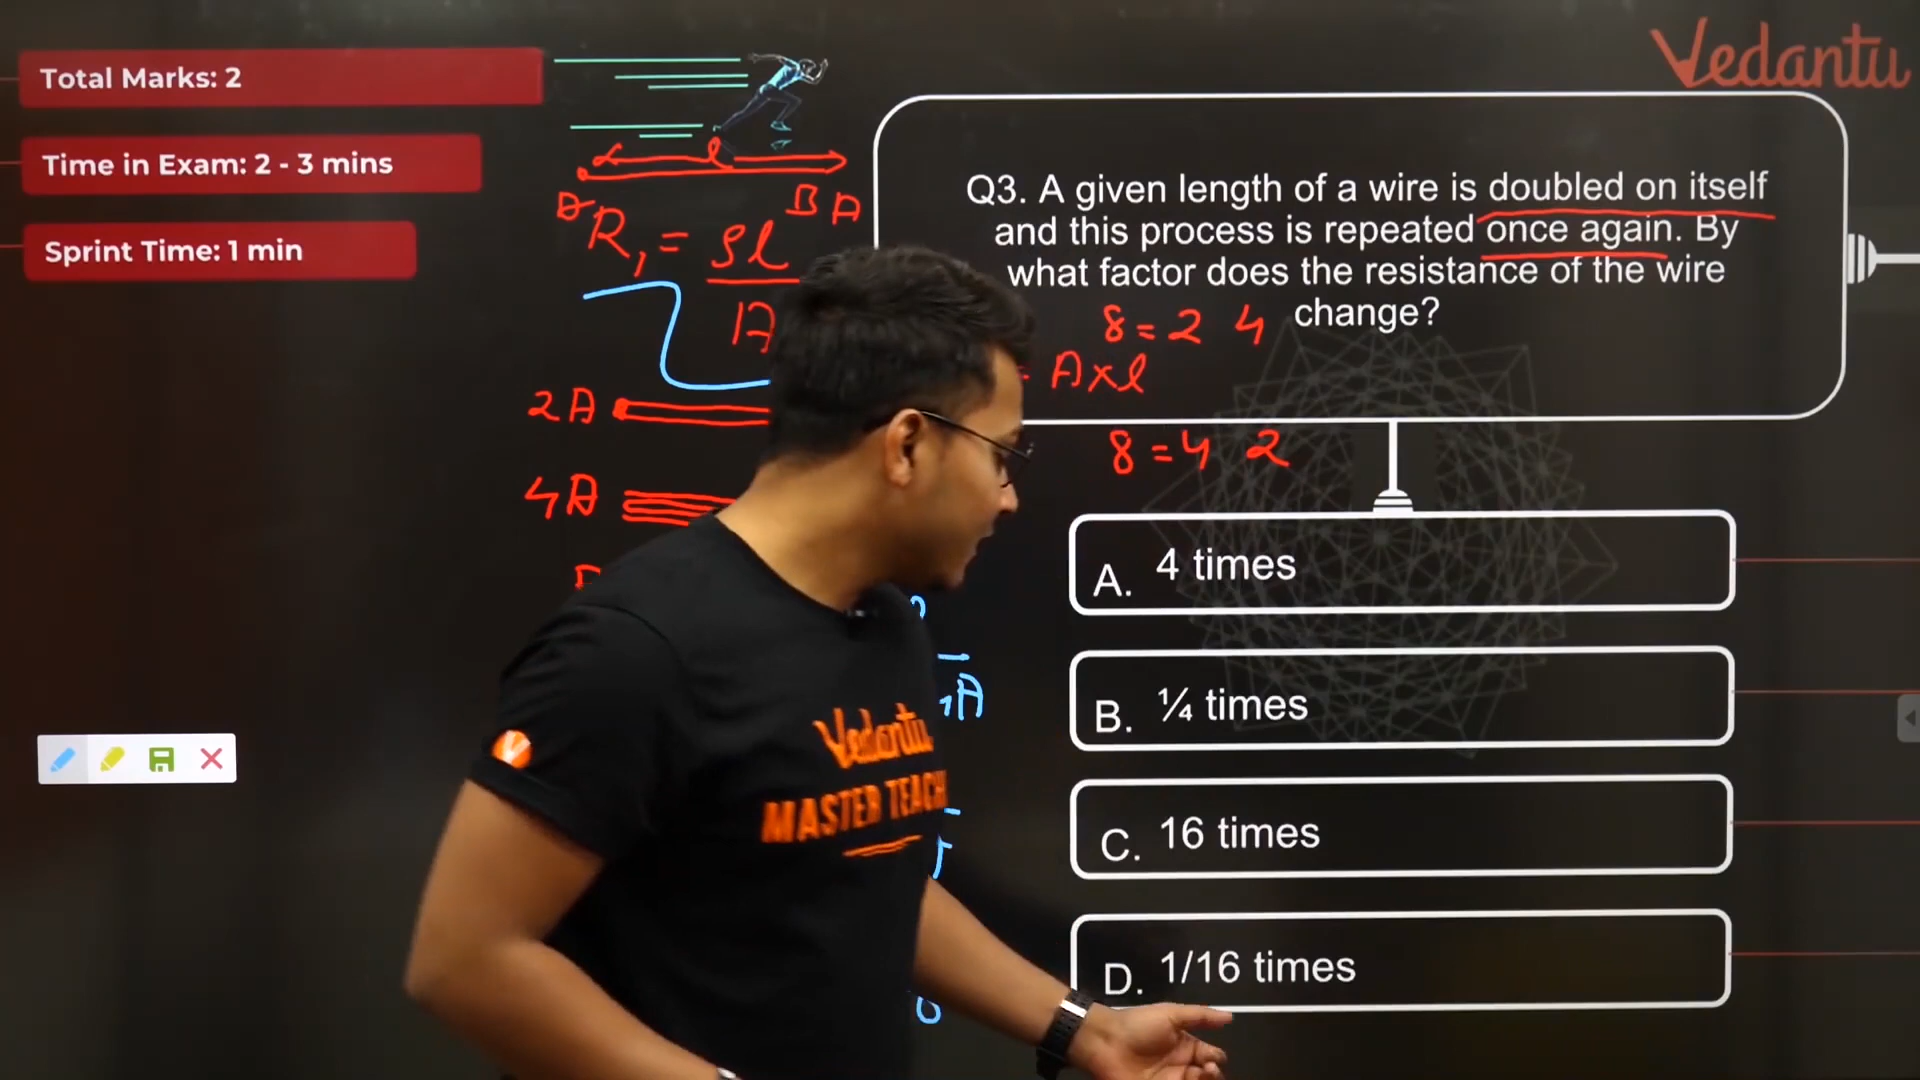 Vedantu
Total Marks: 2
Time in Exam: 2 - 3 mins
Sprint Time: 1 min
l
B A
R₁ = ρl
A
2A
4A
Q3. A given length of a wire is doubled on itself
and this process is repeated once again. By
what factor does the resistance of the wire
change?
8 = 2 4
= A×l
8 = 4 2
A. 4 times
B. ¼ times
C. 16 times
D. 1/16 times
A
Vedantu
MASTER TEACH